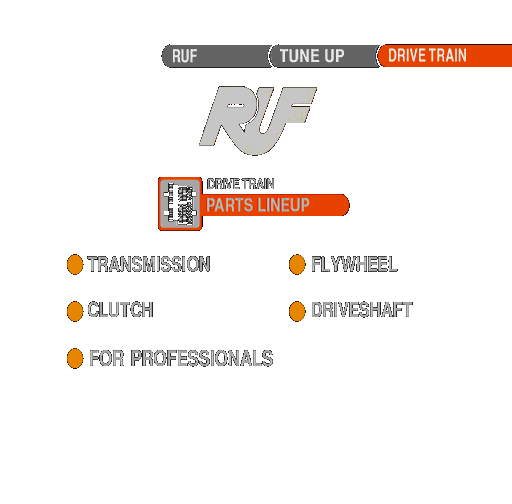 RUF
TUNE UP
DRIVE TRAIN
RUF
DRIVE TRAIN
PARTS LINEUP
TRANSMISSION
FLYWHEEL
CLUTCH
DRIVESHAFT
FOR PROFESSIONALS